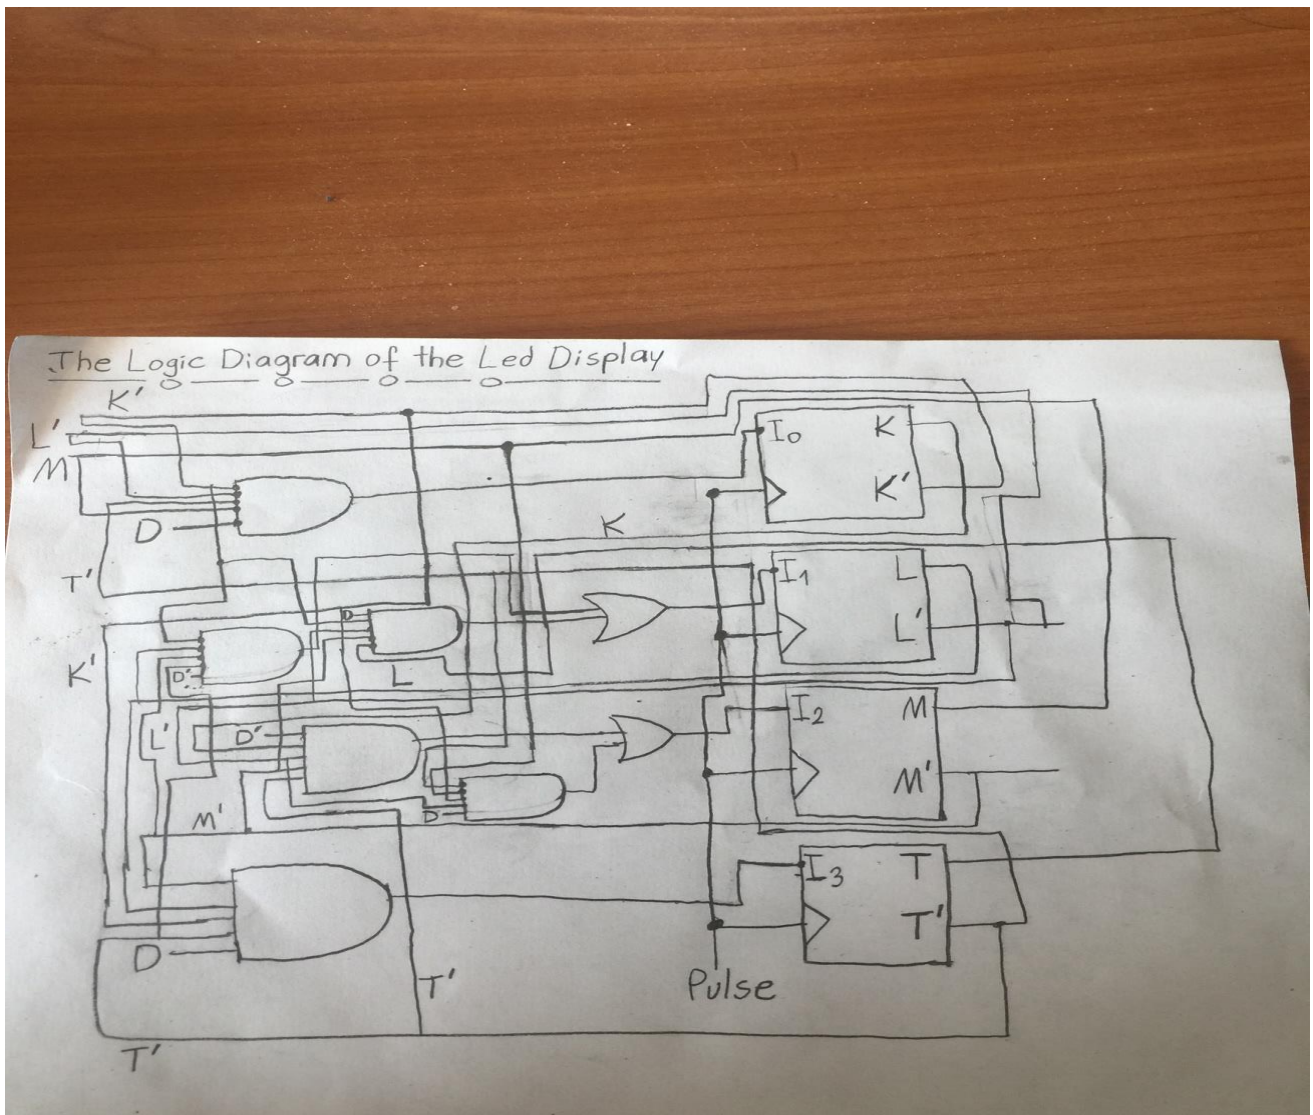 The Logic Diagram of the Led Display
K'
L'
M
D
T'
I0 K
K'
K
I1 L
L'
D
K'
D'
L
L'
D'
I2 M
M'
M'
D
I3 T
T'
D
T'
Pulse
T'